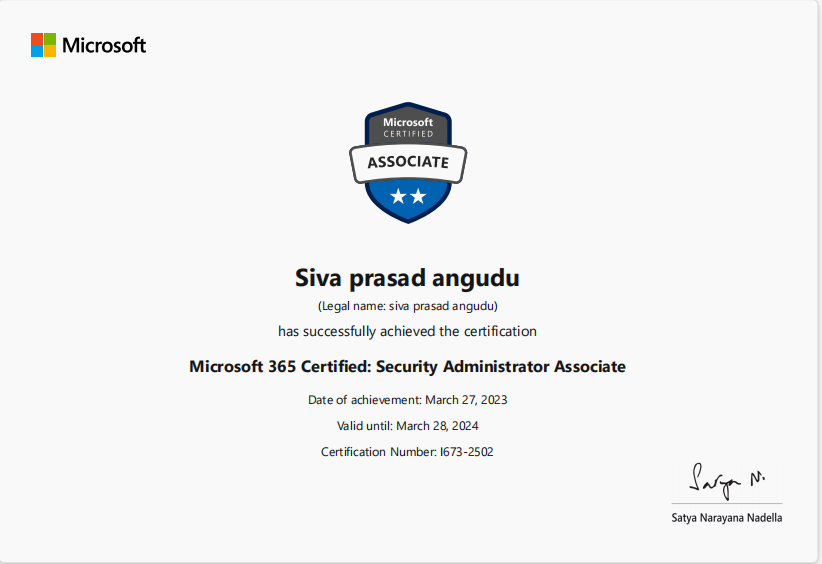 Microsoft
Microsoft
CERTIFIED
ASSOCIATE
Siva prasad angudu
(Legal name: siva prasad angudu)
has successfully achieved the certification
Microsoft 365 Certified: Security Administrator Associate
Date of achievement: March 27, 2023
Valid until: March 28, 2024
Certification Number: I673-2502
Satya N.
Satya Narayana Nadella